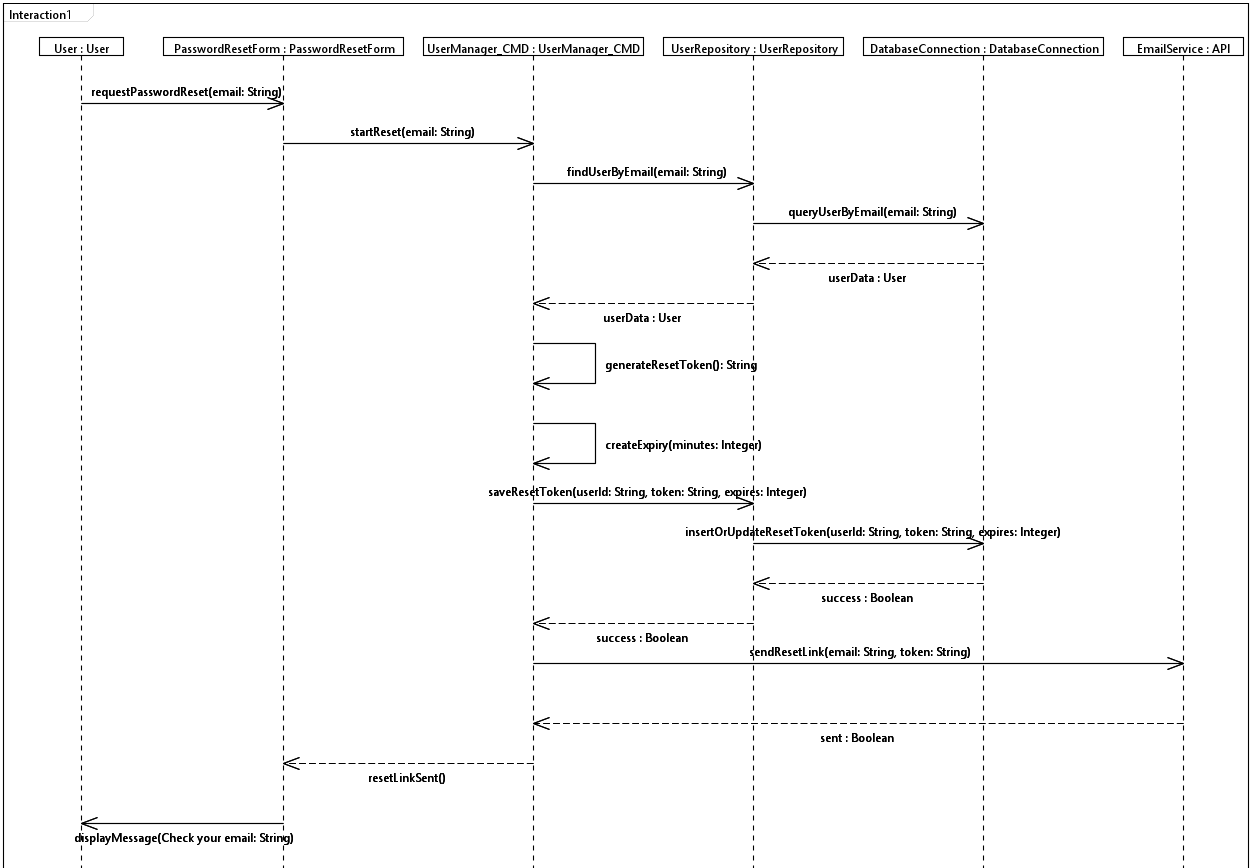 Interaction1
User : User
PasswordResetForm : PasswordResetForm
UserManager_CMD : UserManager_CMD
UserRepository : UserRepository
DatabaseConnection : DatabaseConnection
EmailService : API
requestPasswordReset(email: String)
startReset(email: String)
findUserByEmail(email: String)
queryUserByEmail(email: String)
userData : User
userData : User
generateResetToken(): String
createExpiry(minutes: Integer)
saveResetToken(userId: String, token: String, expires: Integer)
insertOrUpdateResetToken(userId: String, token: String, expires: Integer)
success : Boolean
success : Boolean
sendResetLink(email: String, token: String)
sent : Boolean
resetLinkSent()
displayMessage(Check your email: String)